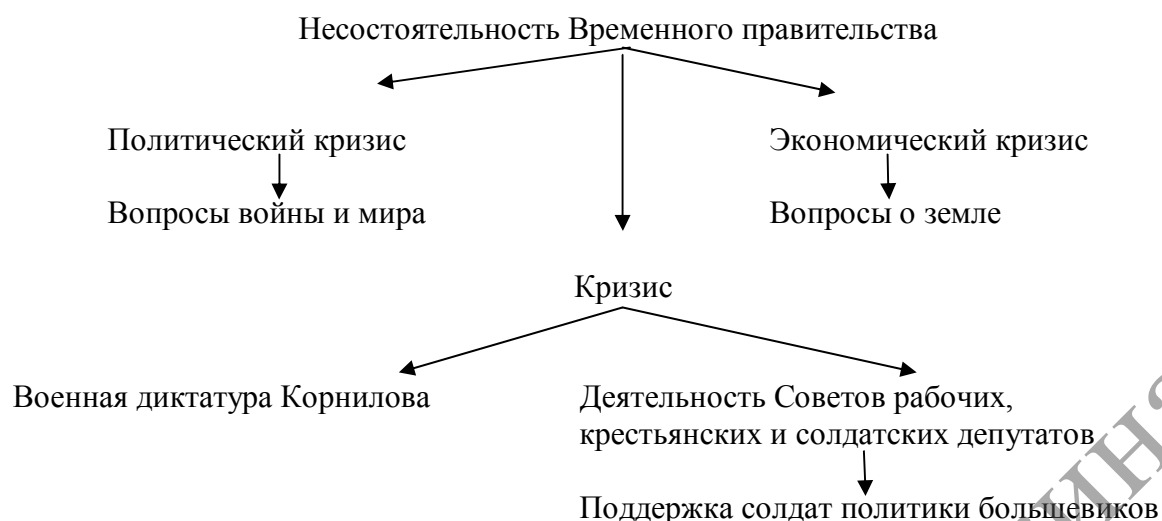 Несостоятельность Временного правительства
Политический кризис
Экономический кризис
Вопросы войны и мира
Вопросы о земле
Кризис
Военная диктатура Корнилова
Деятельность Советов рабочих,
крестьянских и солдатских депутатов
Поддержка солдат политики большевиков